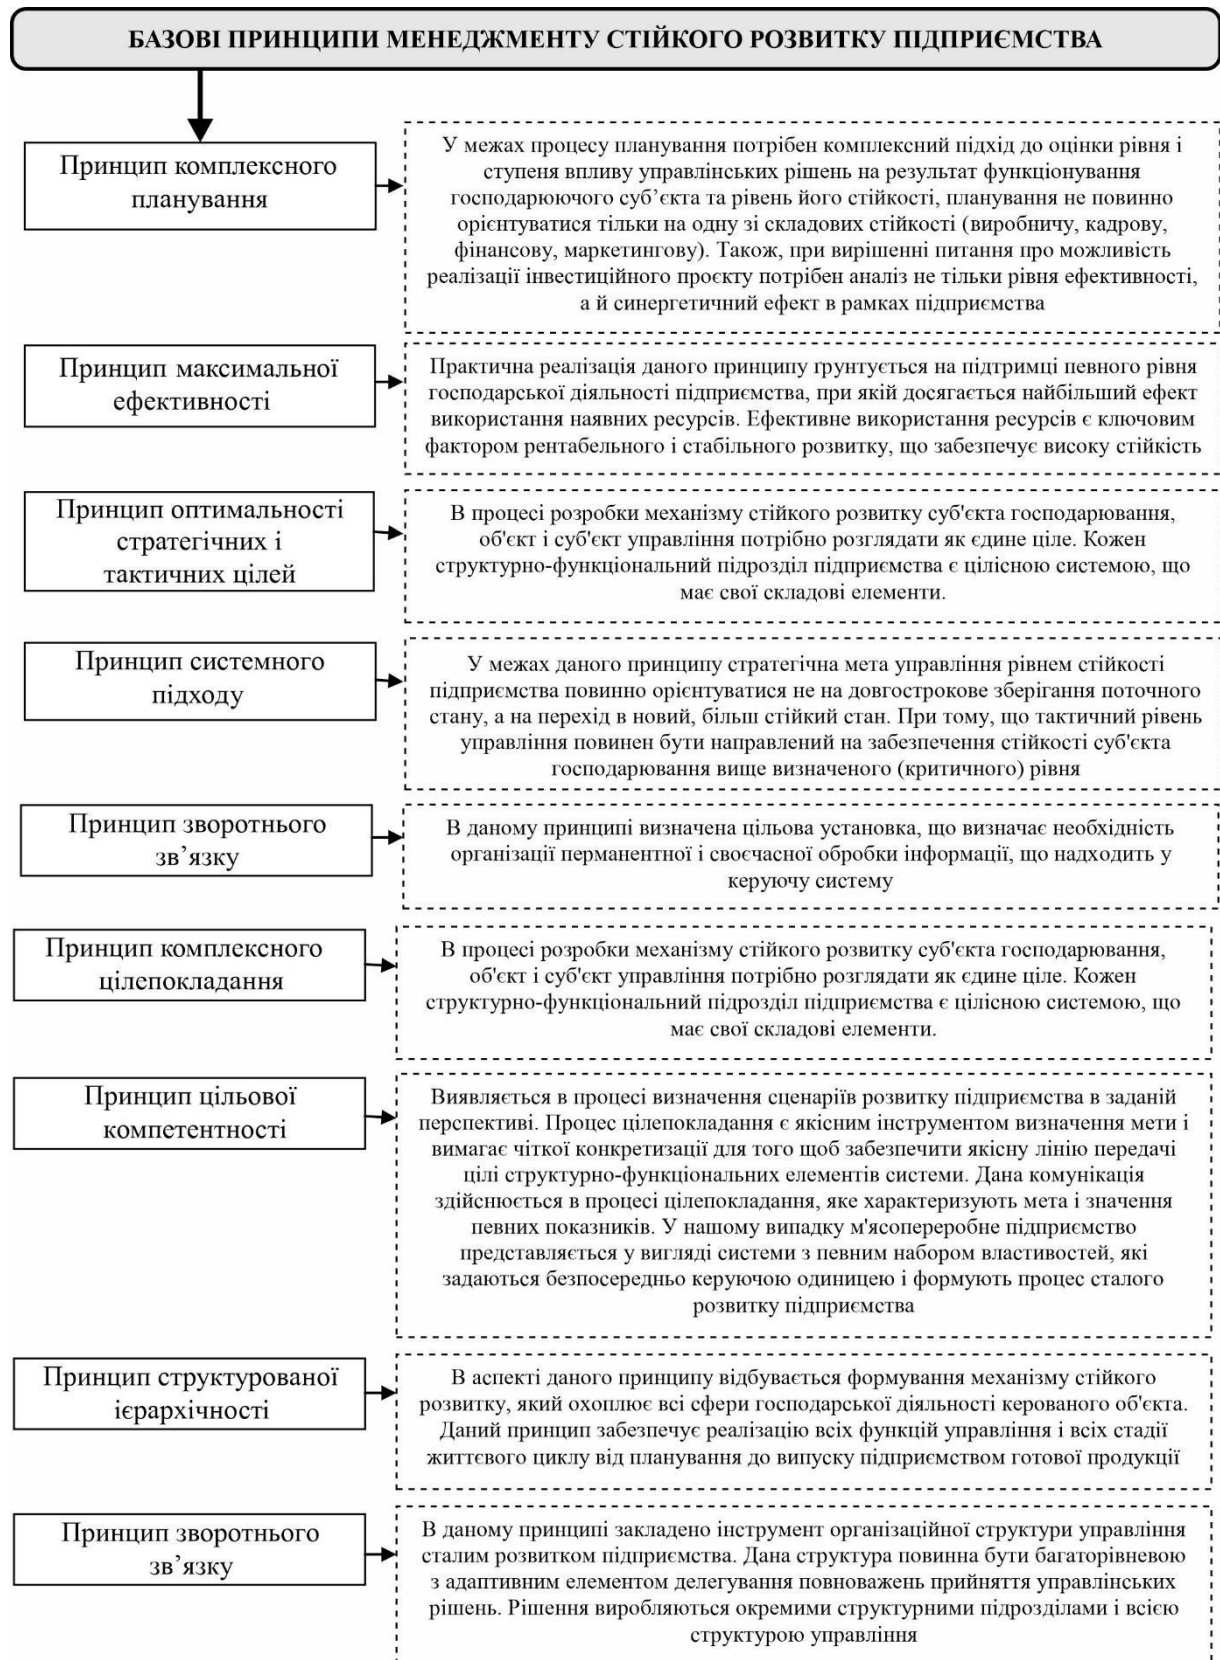 БАЗОВІ ПРИНЦИПИ МЕНЕДЖМЕНТУ СТІЙКОГО РОЗВИТКУ ПІДПРИЄМСТВА
Принцип комплексного
планування
У межах процесу планування потрібен комплексний підхід до оцінки рівня і
ступеня впливу управлінських рішень на результат функціонування
господарюючого суб’єкта та рівень його стійкості, планування не повинно
орієнтуватися тільки на одну зі складових стійкості (виробничу, кадрову,
фінансову, маркетингову). Також, при вирішенні питання про можливість
реалізації інвестиційного проєкту потрібен аналіз не тільки рівня ефективності,
а й синергетичний ефект в рамках підприємства
Принцип максимальної
ефективності
Практична реалізація даного принципу ґрунтується на підтримці певного рівня
господарської діяльності підприємства, при якій досягається найбільший ефект
використання наявних ресурсів. Ефективне використання ресурсів є ключовим
фактором рентабельного і стабільного розвитку, що забезпечує високу стійкість
Принцип оптимальності
стратегічних і
тактичних цілей
В процесі розробки механізму стійкого розвитку суб'єкта господарювання,
об'єкт і суб'єкт управління потрібно розглядати як єдине ціле. Кожен
структурно-функціональний підрозділ підприємства є цілісною системою, що
має свої складові елементи.
Принцип системного
підходу
У межах даного принципу стратегічна мета управління рівнем стійкості
підприємства повинно орієнтуватися не на довгострокове зберігання поточного
стану, а на перехід в новий, більш стійкий стан. При тому, що тактичний рівень
управління повинен бути направлений на забезпечення стійкості суб'єкта
господарювання вище визначеного (критичного) рівня
Принцип зворотнього
зв’язку
В даному принципі визначена цільова установка, що визначає необхідність
організації перманентної і своєчасної обробки інформації, що надходить у
керуючу систему
Принцип комплексного
цілепокладання
В процесі розробки механізму стійкого розвитку суб'єкта господарювання,
об'єкт і суб'єкт управління потрібно розглядати як єдине ціле. Кожен
структурно-функціональний підрозділ підприємства є цілісною системою, що
має свої складові елементи.
Принцип цільової
компетентності
Виявляється в процесі визначення сценаріїв розвитку підприємства в заданій
перспективі. Процес цілепокладання є якісним інструментом визначення мети і
вимагає чіткої конкретизації для того щоб забезпечити якісну лінію передачі
цілі структурно-функціональних елементів системи. Дана комунікація
здійснюється в процесі цілепокладання, яке характеризують мета і значення
певних показників. У нашому випадку м'ясопереробне підприємство
представляється у вигляді системи з певним набором властивостей, які
задаються безпосередньо керуючою одиницею і формують процес сталого
розвитку підприємства
Принцип структурованої
ієрархічності
В аспекті даного принципу відбувається формування механізму стійкого
розвитку, який охоплює всі сфери господарської діяльності керованого об'єкта.
Даний принцип забезпечує реалізацію всіх функцій управління і всіх стадії
життєвого циклу від планування до випуску підприємством готової продукції
Принцип зворотнього
зв’язку
В даному принципі закладено інструмент організаційної структури управління
сталим розвитком підприємства. Дана структура повинна бути багаторівневою
з адаптивним елементом делегування повноважень прийняття управлінських
рішень. Рішення виробляються окремими структурними підрозділами і всією
структурою управління